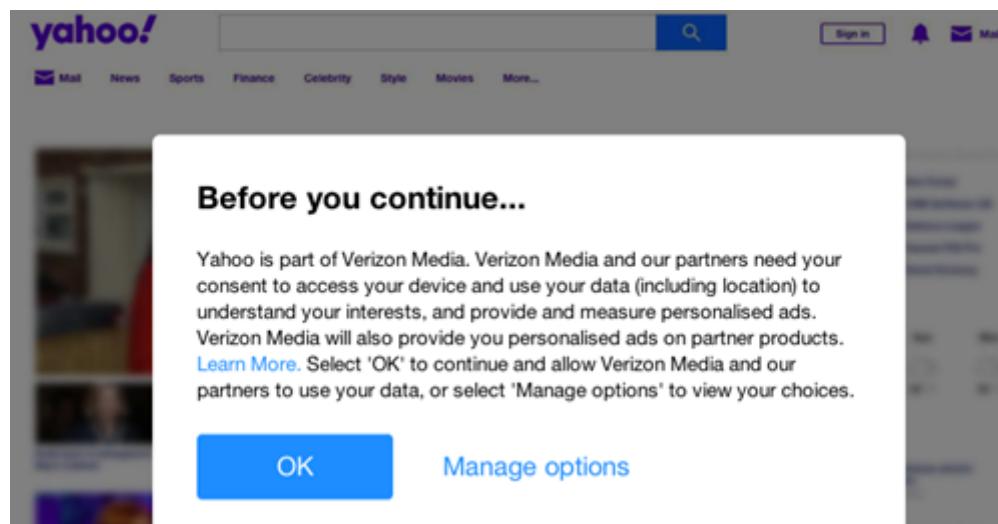 yahoo!
Sign in
Mail News Sports Finance Celebrity Style Movies More...
Before you continue...
Yahoo is part of Verizon Media. Verizon Media and our partners need your
consent to access your device and use your data (including location) to
understand your interests, and provide and measure personalised ads.
Verizon Media will also provide you personalised ads on partner products.
Learn More. Select 'OK' to continue and allow Verizon Media and our
partners to use your data, or select 'Manage options' to view your choices.
OK Manage options